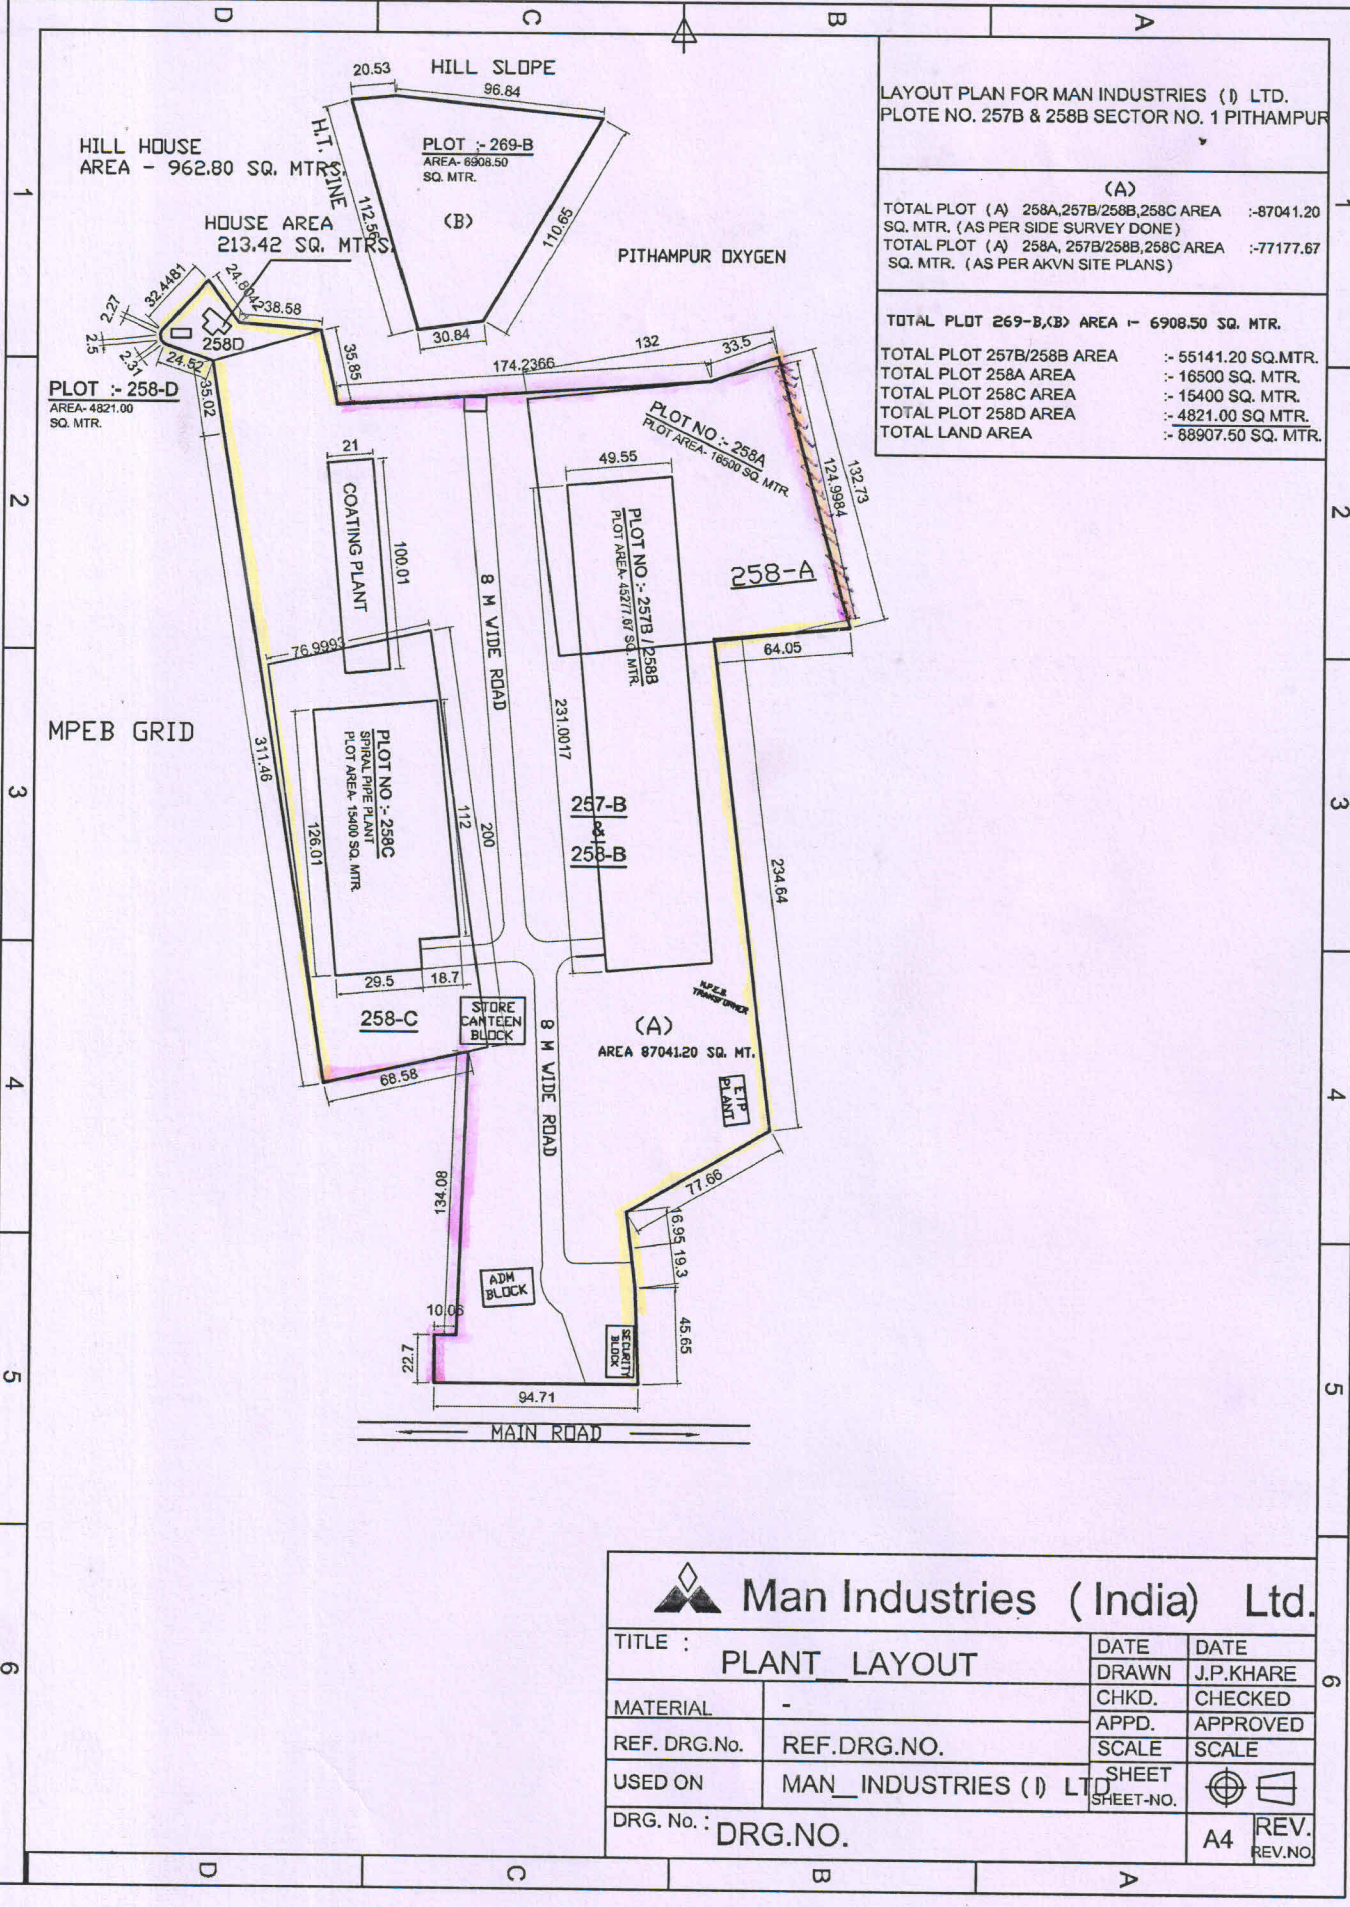 D
C
B
A
20.53
HILL SLOPE
96.84
LAYOUT PLAN FOR MAN INDUSTRIES (I) LTD.
PLOTE NO. 257B & 258B SECTOR NO. 1 PITHAMPUR
HILL HOUSE
AREA - 962.80 SQ. MTRS
H.T. LINE
PLOT :- 269-B
AREA- 6908.50
SQ. MTR.
(B)
112.56
110.65
30.84
1
1
(A)
TOTAL PLOT (A) 258A,257B/258B,258C AREA :-87041.20
SQ. MTR. (AS PER SIDE SURVEY DONE)
TOTAL PLOT (A) 258A, 257B/258B,258C AREA :-77177.67
SQ. MTR. (AS PER AKVN SITE PLANS)
HOUSE AREA
213.42 SQ. MTRS.
PITHAMPUR OXYGEN
TOTAL PLOT 269-B,(B) AREA :- 6908.50 SQ. MTR.
TOTAL PLOT 257B/258B AREA :- 55141.20 SQ.MTR.
TOTAL PLOT 258A AREA :- 16500 SQ. MTR.
TOTAL PLOT 258C AREA :- 15400 SQ. MTR.
TOTAL PLOT 258D AREA :- 4821.00 SQ MTR.
TOTAL LAND AREA :- 88907.50 SQ. MTR.
32.4481
24.8042
38.58
2.27
2.5
2.31
24.52
258D
35.02
35.85
PLOT :- 258-D
AREA- 4821.00
SQ. MTR.
174.2366
132
33.5
PLOT NO :- 258A
PLOT AREA- 16500 SQ. MTR
132.73
124.9984
2
2
21
COATING PLANT
100.01
49.55
PLOT NO :- 257B / 258B
PLOT AREA- 45277.67 SQ. MTR.
258-A
64.05
8 M WIDE ROAD
76.9993
231.0017
MPEB GRID
311.46
3
3
PLOT NO :- 258C
SPIRAL PIPE PLANT
PLOT AREA- 15400 SQ. MTR
126.01
112
200
257-B
&
258-B
234.64
29.5
18.7
258-C
STORE
CANTEEN
BLOCK
M.P.E.B.
TRANSFORMER
(A)
AREA 87041.20 SQ. MT.
8 M WIDE ROAD
ETP
PLANT
4
4
68.58
134.08
77.66
16.95
19.3
45.65
ADM
BLOCK
SECURITY
BLOCK
10.06
22.7
94.71
MAIN ROAD
5
5
Man Industries (India) Ltd.
TITLE :
PLANT_LAYOUT
DATE DATE
DRAWN J.P.KHARE
MATERIAL -
CHKD. CHECKED
APPD. APPROVED
REF. DRG.No. REF.DRG.NO.
SCALE SCALE
USED ON MAN_INDUSTRIES (I) LTD
SHEET
SHEET-NO.
DRG. No. : DRG.NO.
A4
REV.
REV.NO.
6
6
D
C
B
A